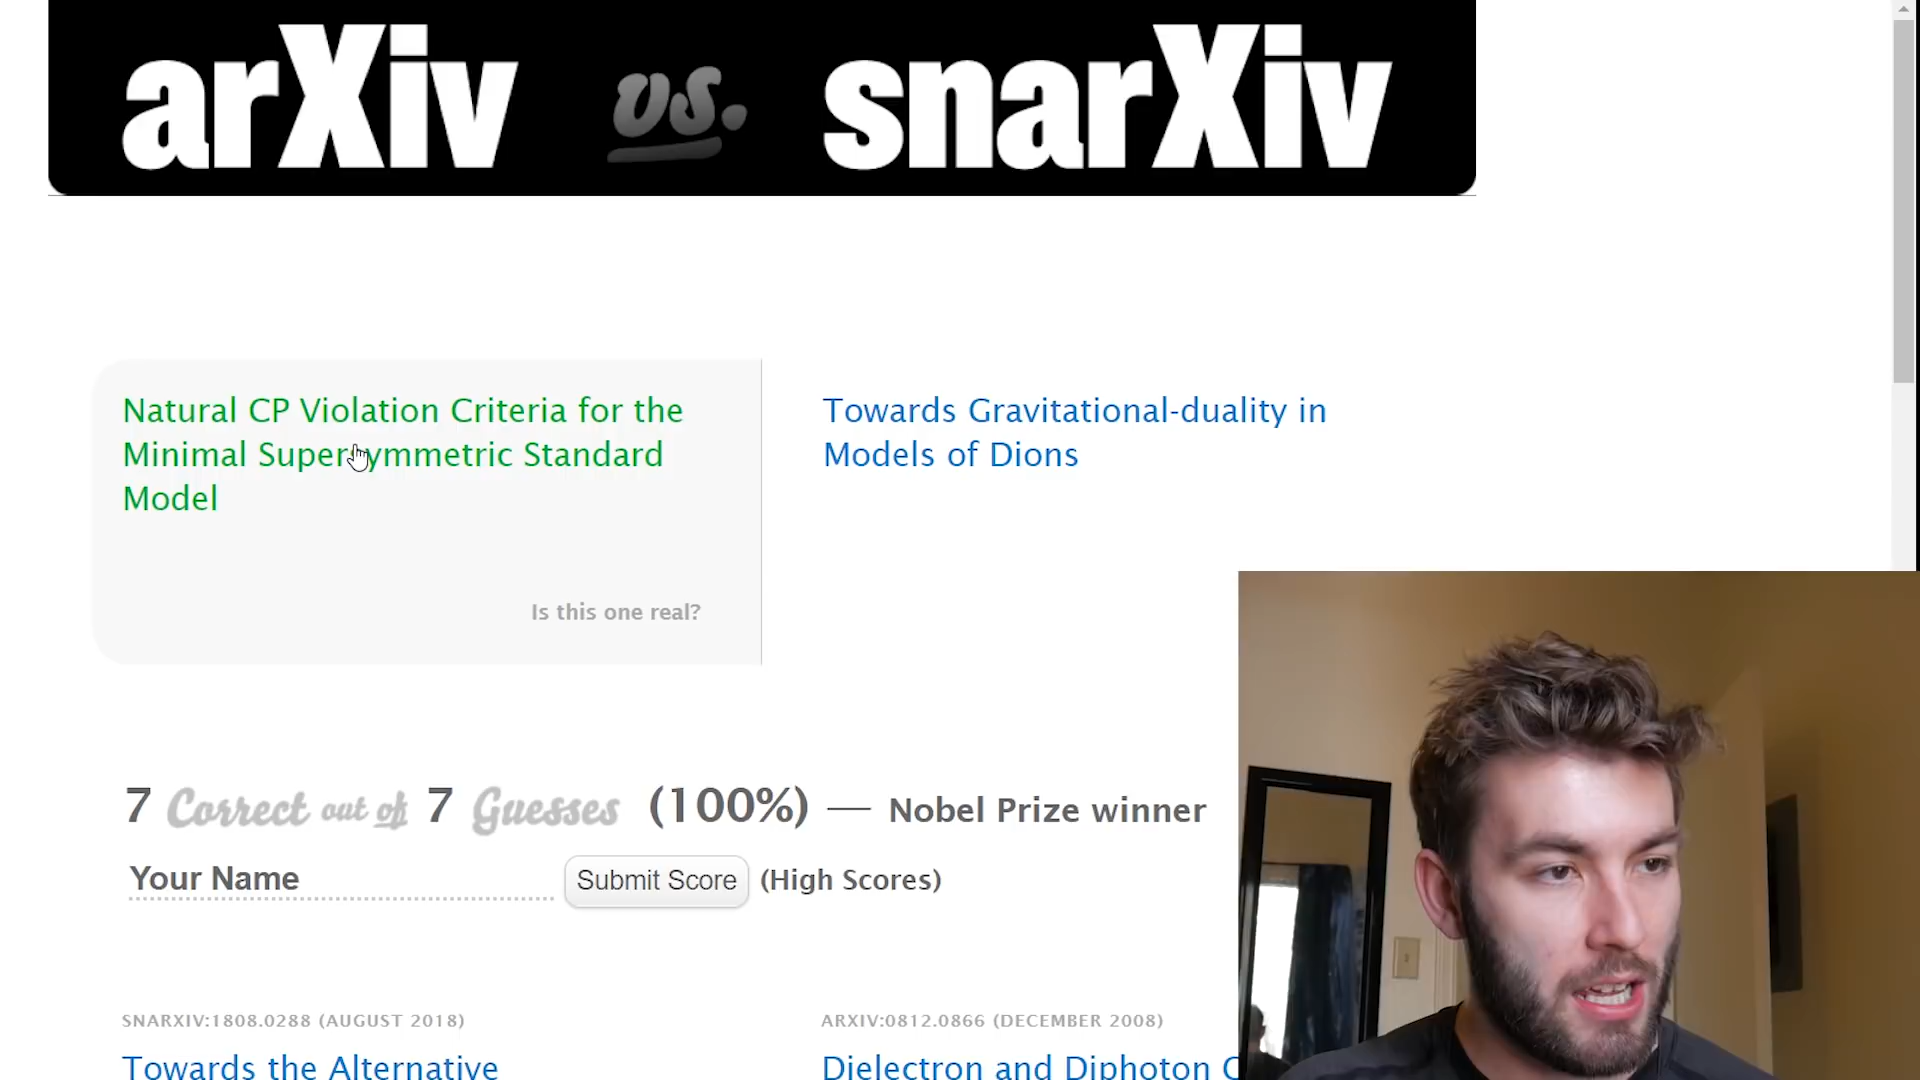 arXiv vs. snarXiv
Natural CP Violation Criteria for the
Minimal Supersymmetric Standard
Model
Is this one real?
Towards Gravitational-duality in
Models of Dions
7 Correct out of 7 Guesses (100%) — Nobel Prize winner
Your Name
Submit Score (High Scores)
SNARXIV:1808.0288 (AUGUST 2018)
Towards the Alternative
ARXIV:0812.0866 (DECEMBER 2008)
Dielectron and Diphoton